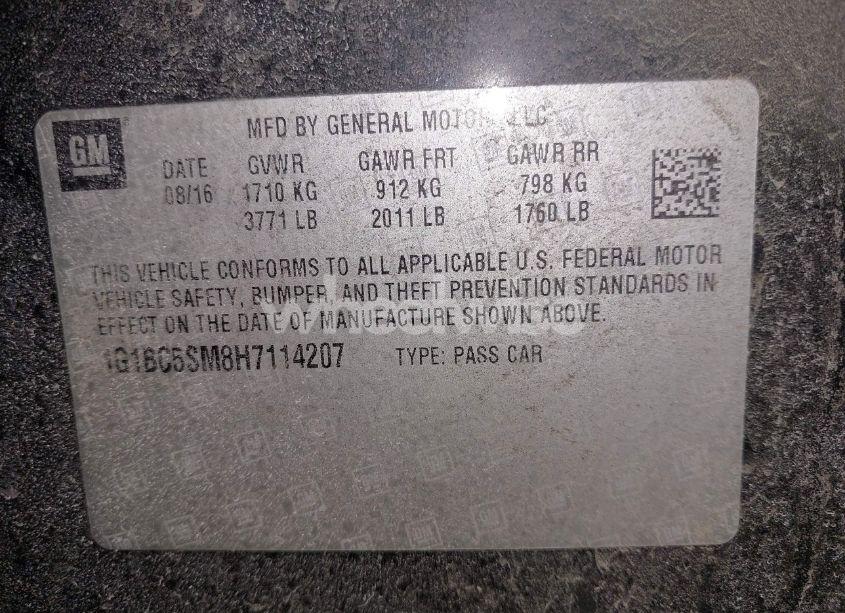 GM
MFD BY GENERAL MOTORS LLC
DATE GVWR GAWR FRT GAWR RR
08/16 1710 KG 912 KG 798 KG
3771 LB 2011 LB 1760 LB
THIS VEHICLE CONFORMS TO ALL APPLICABLE U.S. FEDERAL MOTOR
VEHICLE SAFETY, BUMPER, AND THEFT PREVENTION STANDARDS IN
EFFECT ON THE DATE OF MANUFACTURE SHOWN ABOVE.
1G1BC5SM8H7114207 TYPE: PASS CAR